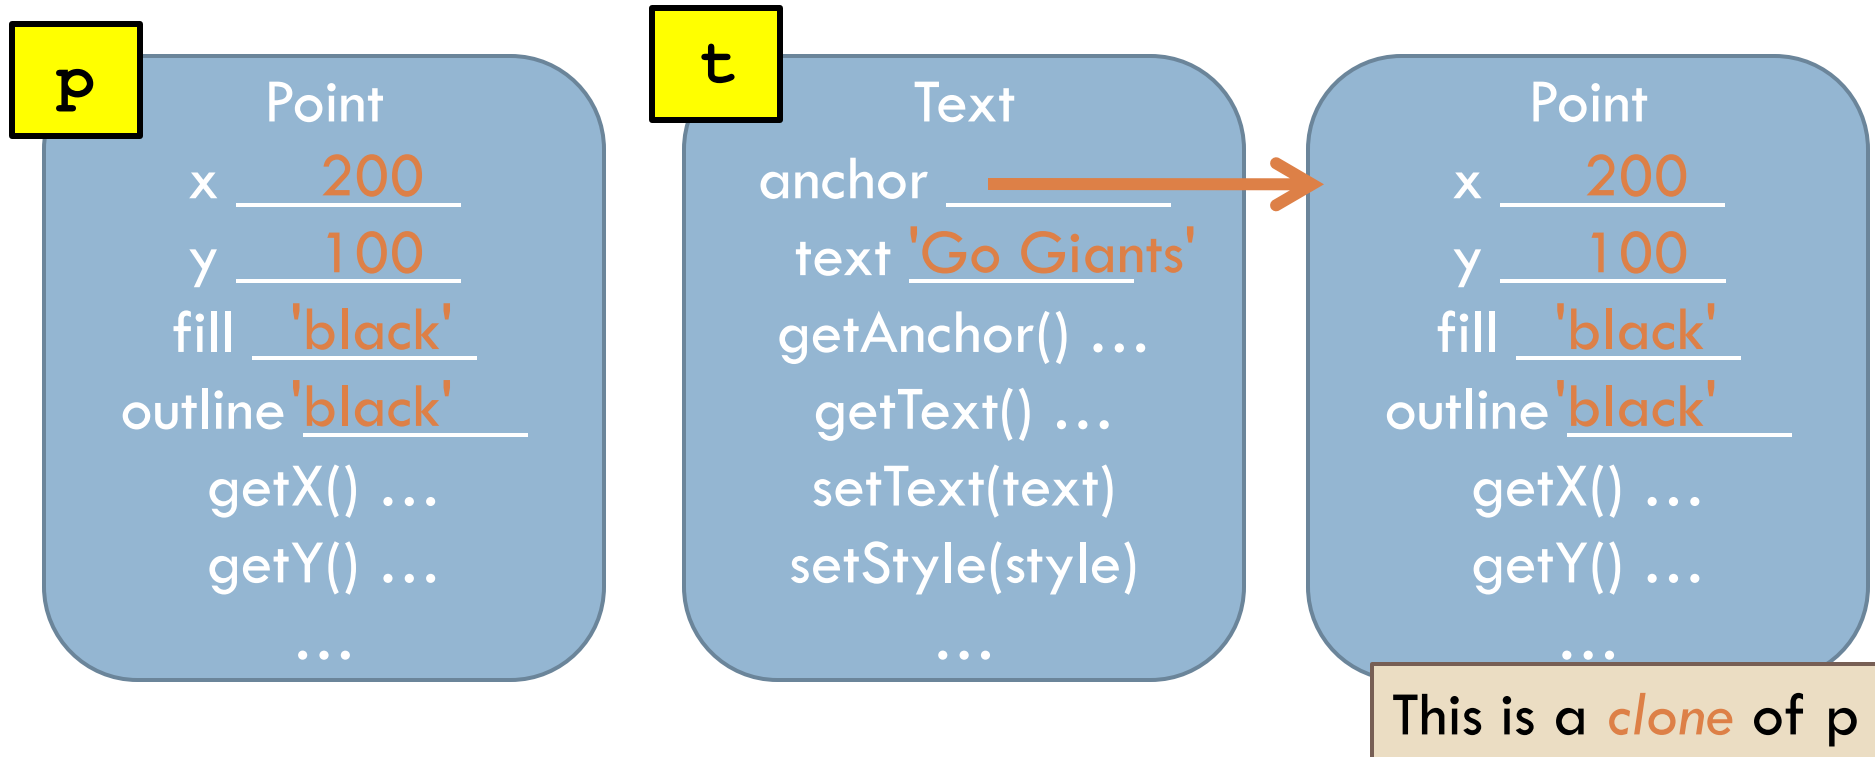 p
Point
x 200
y 100
fill 'black'
outline 'black'
getX() ...
getY() ...
...
t
Text
anchor
text 'Go Giants'
getAnchor() ...
getText() ...
setText(text)
setStyle(style)
...
Point
x 200
y 100
fill 'black'
outline 'black'
getX() ...
getY() ...
...
This is a clone of p